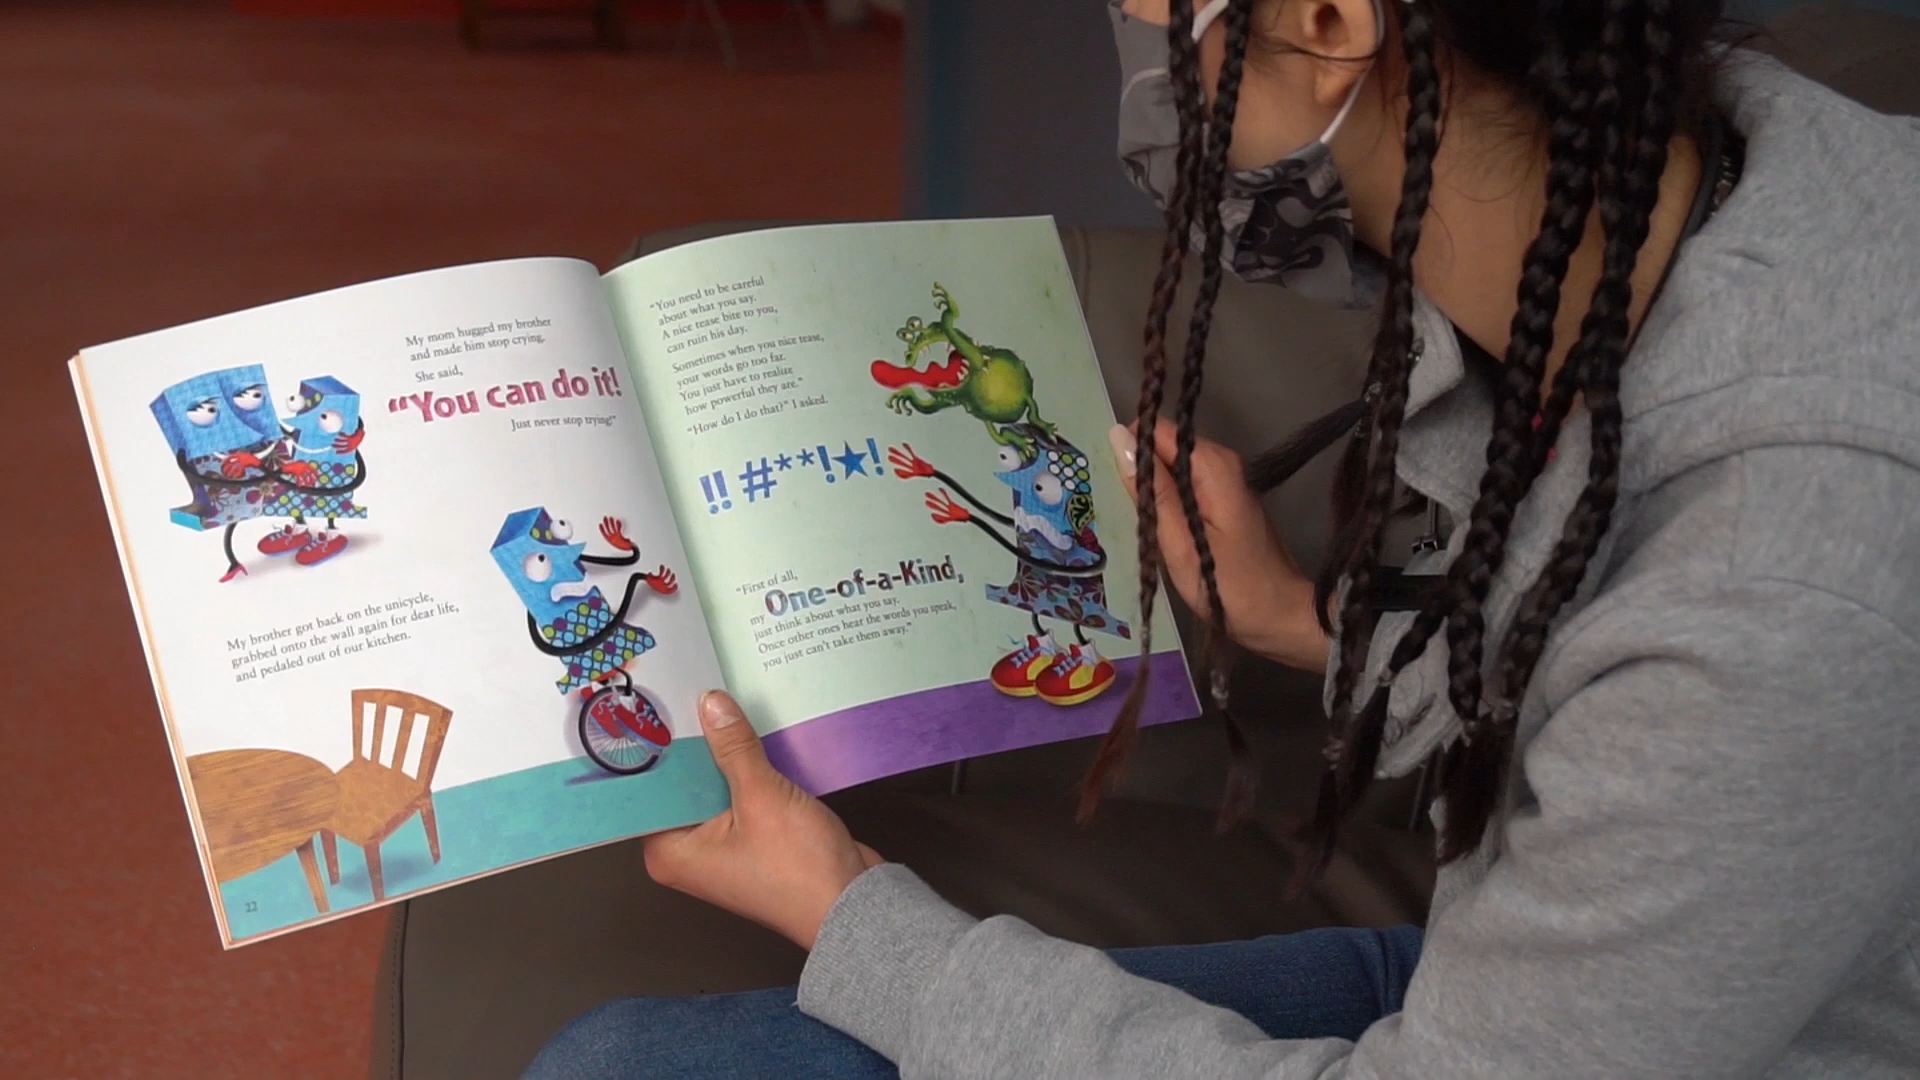 My mom hugged my brother
and made him stop crying,
She said,
“You can do it!
Just never stop trying!”
My brother got back on the unicycle,
grabbed onto the wall again for dear life,
and pedaled out of our kitchen.
22
“You need to be careful
about what you say.
A nice tease bite to you,
can ruin his day.
Sometimes when you nice tease,
your words go too far.
You just have to realize
how powerful they are.”
“How do I do that?” I asked.
!! #**!★!
“First of all,
my One-of-a-Kind,
just think about what you say.
Once other ones hear the words you speak,
you just can't take them away.”